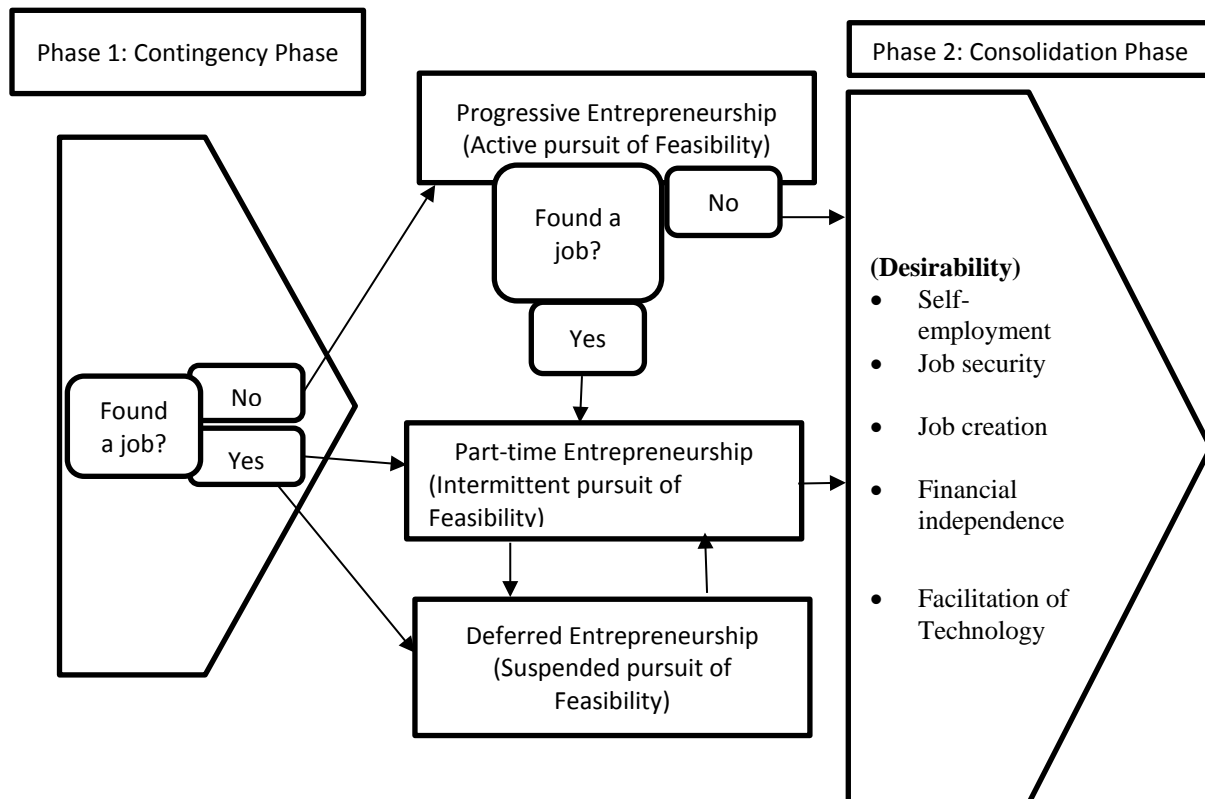 Phase 1: Contingency Phase
Phase 2: Consolidation Phase
Progressive Entrepreneurship
(Active pursuit of Feasibility)
Found a
job?
No
Yes
Found
a job?
No
Yes
Part-time Entrepreneurship
(Intermittent pursuit of
Feasibility)
Deferred Entrepreneurship
(Suspended pursuit of
Feasibility)
(Desirability)
• Self-
employment
• Job security
• Job creation
• Financial
independence
• Facilitation of
Technology